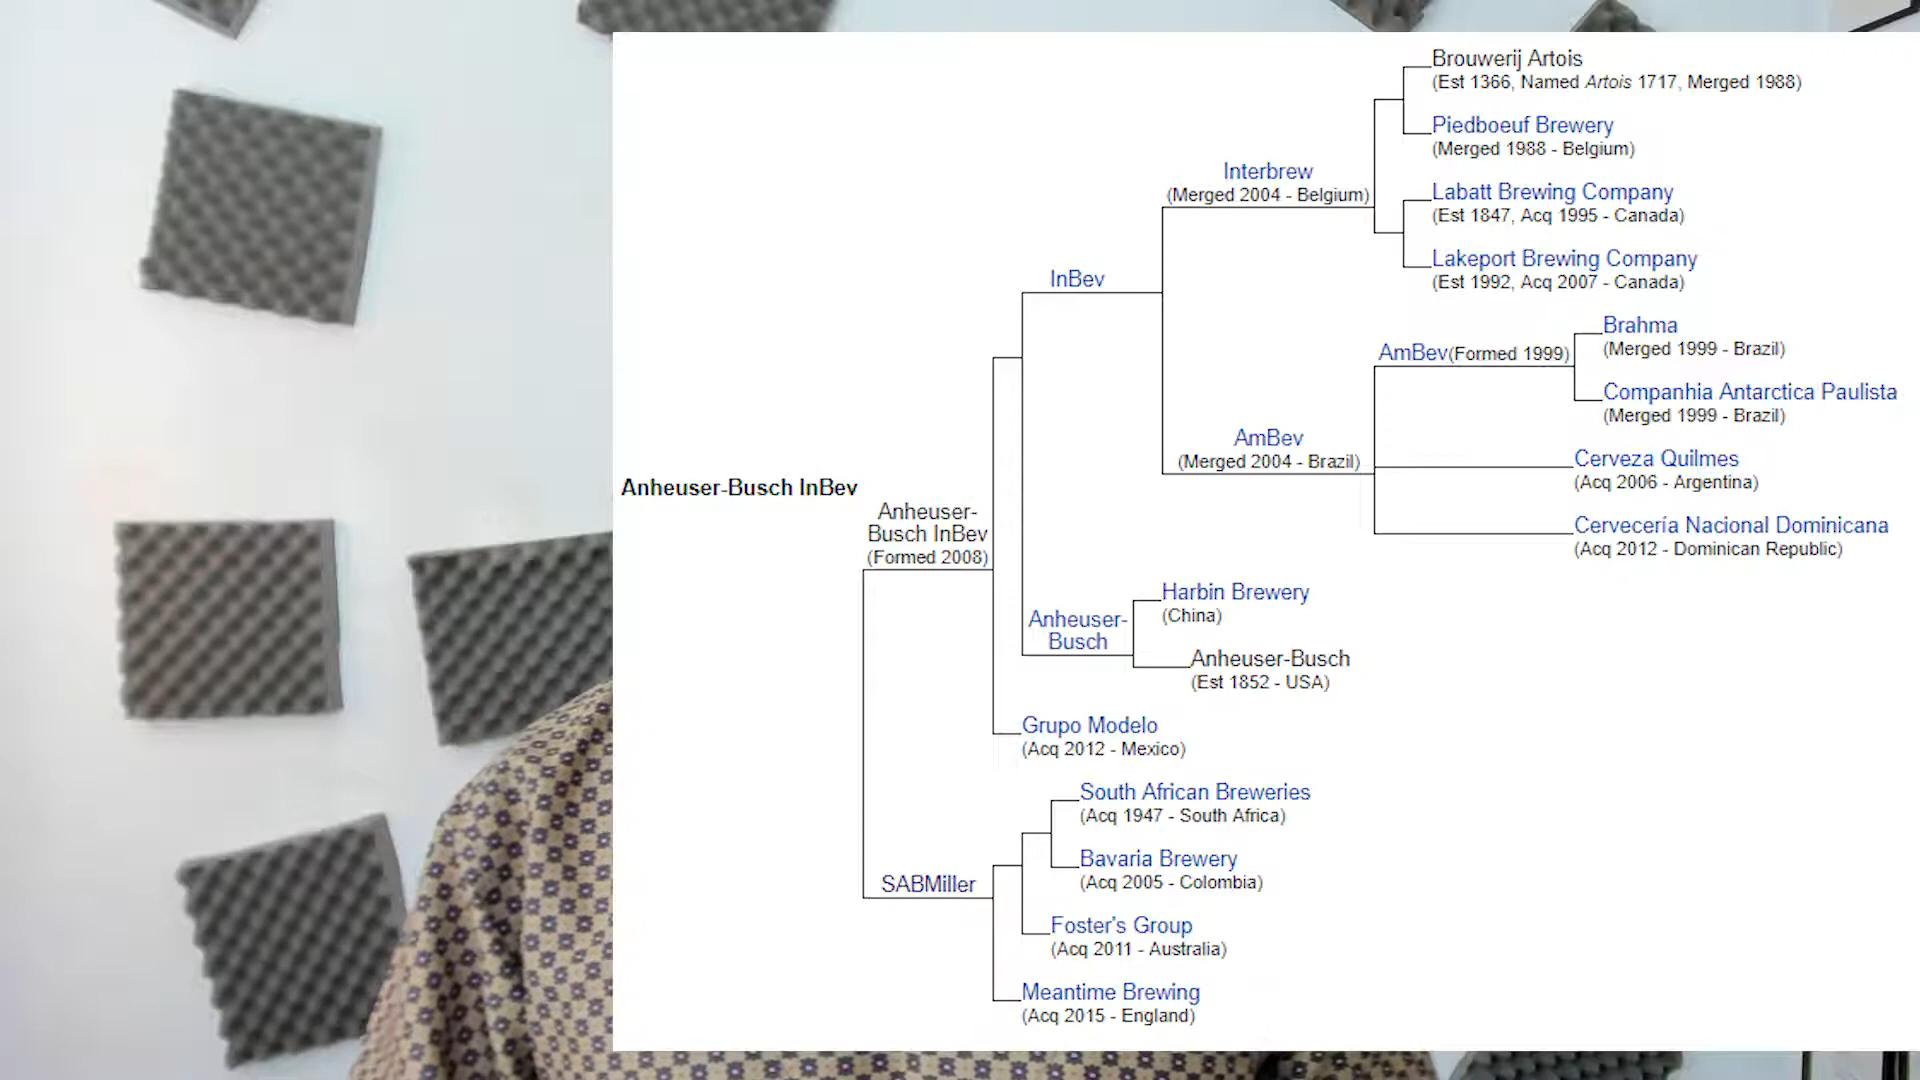 Brouwerij Artois
(Est 1366, Named Artois 1717, Merged 1988)
Piedboeuf Brewery
(Merged 1988 - Belgium)
Interbrew
(Merged 2004 - Belgium)
Labatt Brewing Company
(Est 1847, Acq 1995 - Canada)
Lakeport Brewing Company
(Est 1992, Acq 2007 - Canada)
InBev
Brahma
(Merged 1999 - Brazil)
AmBev(Formed 1999)
Companhia Antarctica Paulista
(Merged 1999 - Brazil)
AmBev
(Merged 2004 - Brazil)
Cerveza Quilmes
(Acq 2006 - Argentina)
Cervecería Nacional Dominicana
(Acq 2012 - Dominican Republic)
Anheuser-Busch InBev
Anheuser-
Busch InBev
(Formed 2008)
Harbin Brewery
(China)
Anheuser-
Busch
Anheuser-Busch
(Est 1852 - USA)
Grupo Modelo
(Acq 2012 - Mexico)
South African Breweries
(Acq 1947 - South Africa)
Bavaria Brewery
(Acq 2005 - Colombia)
SABMiller
Foster's Group
(Acq 2011 - Australia)
Meantime Brewing
(Acq 2015 - England)